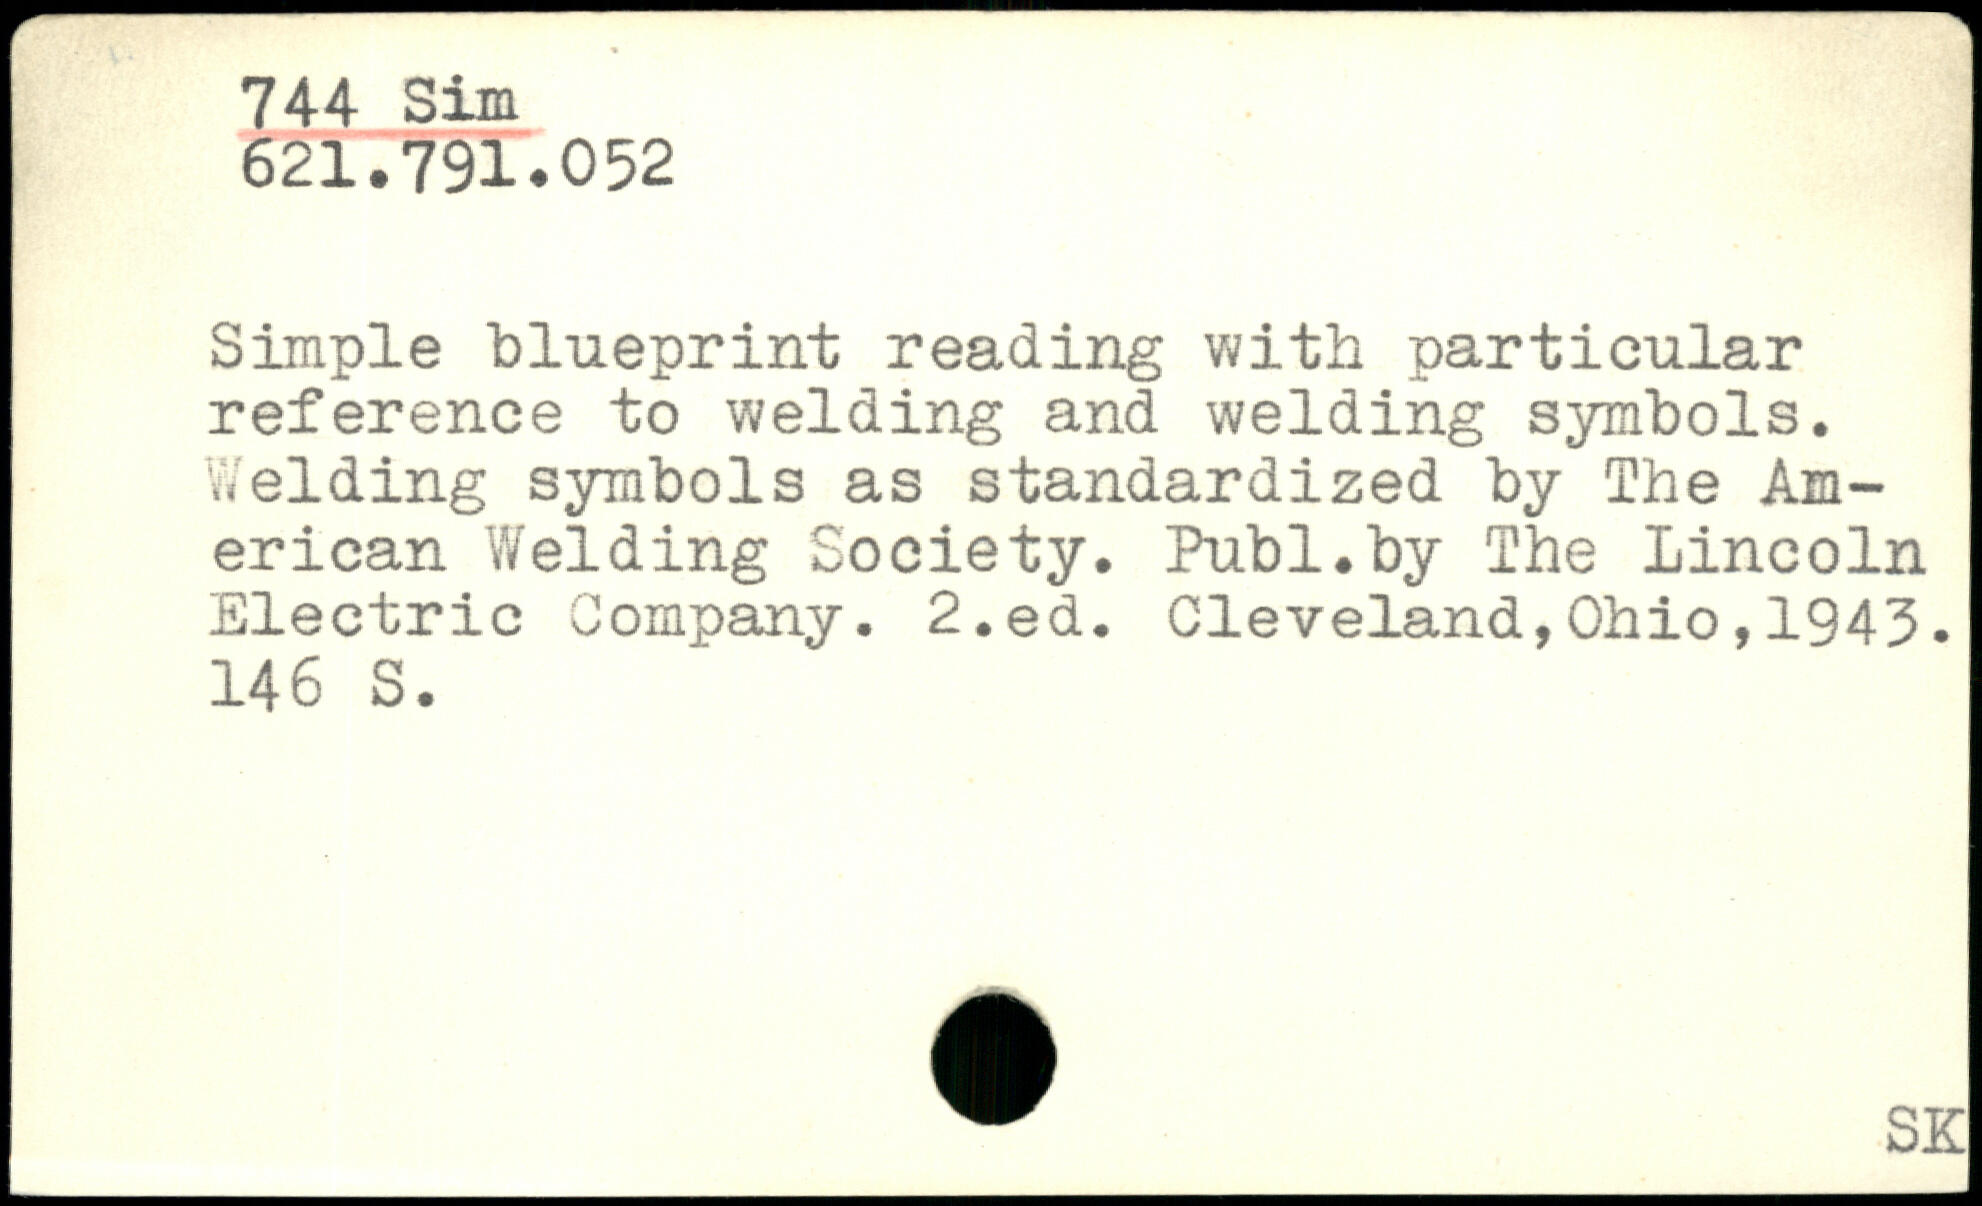 744 Sim
621.791.052
Simple blueprint reading with particular
reference to welding and welding symbols.
Welding symbols as standardized by The Am-
erican Welding Society. Publ.by The Lincoln
Electric Company. 2.ed. Cleveland,Ohio,1943.
146 S.
SK